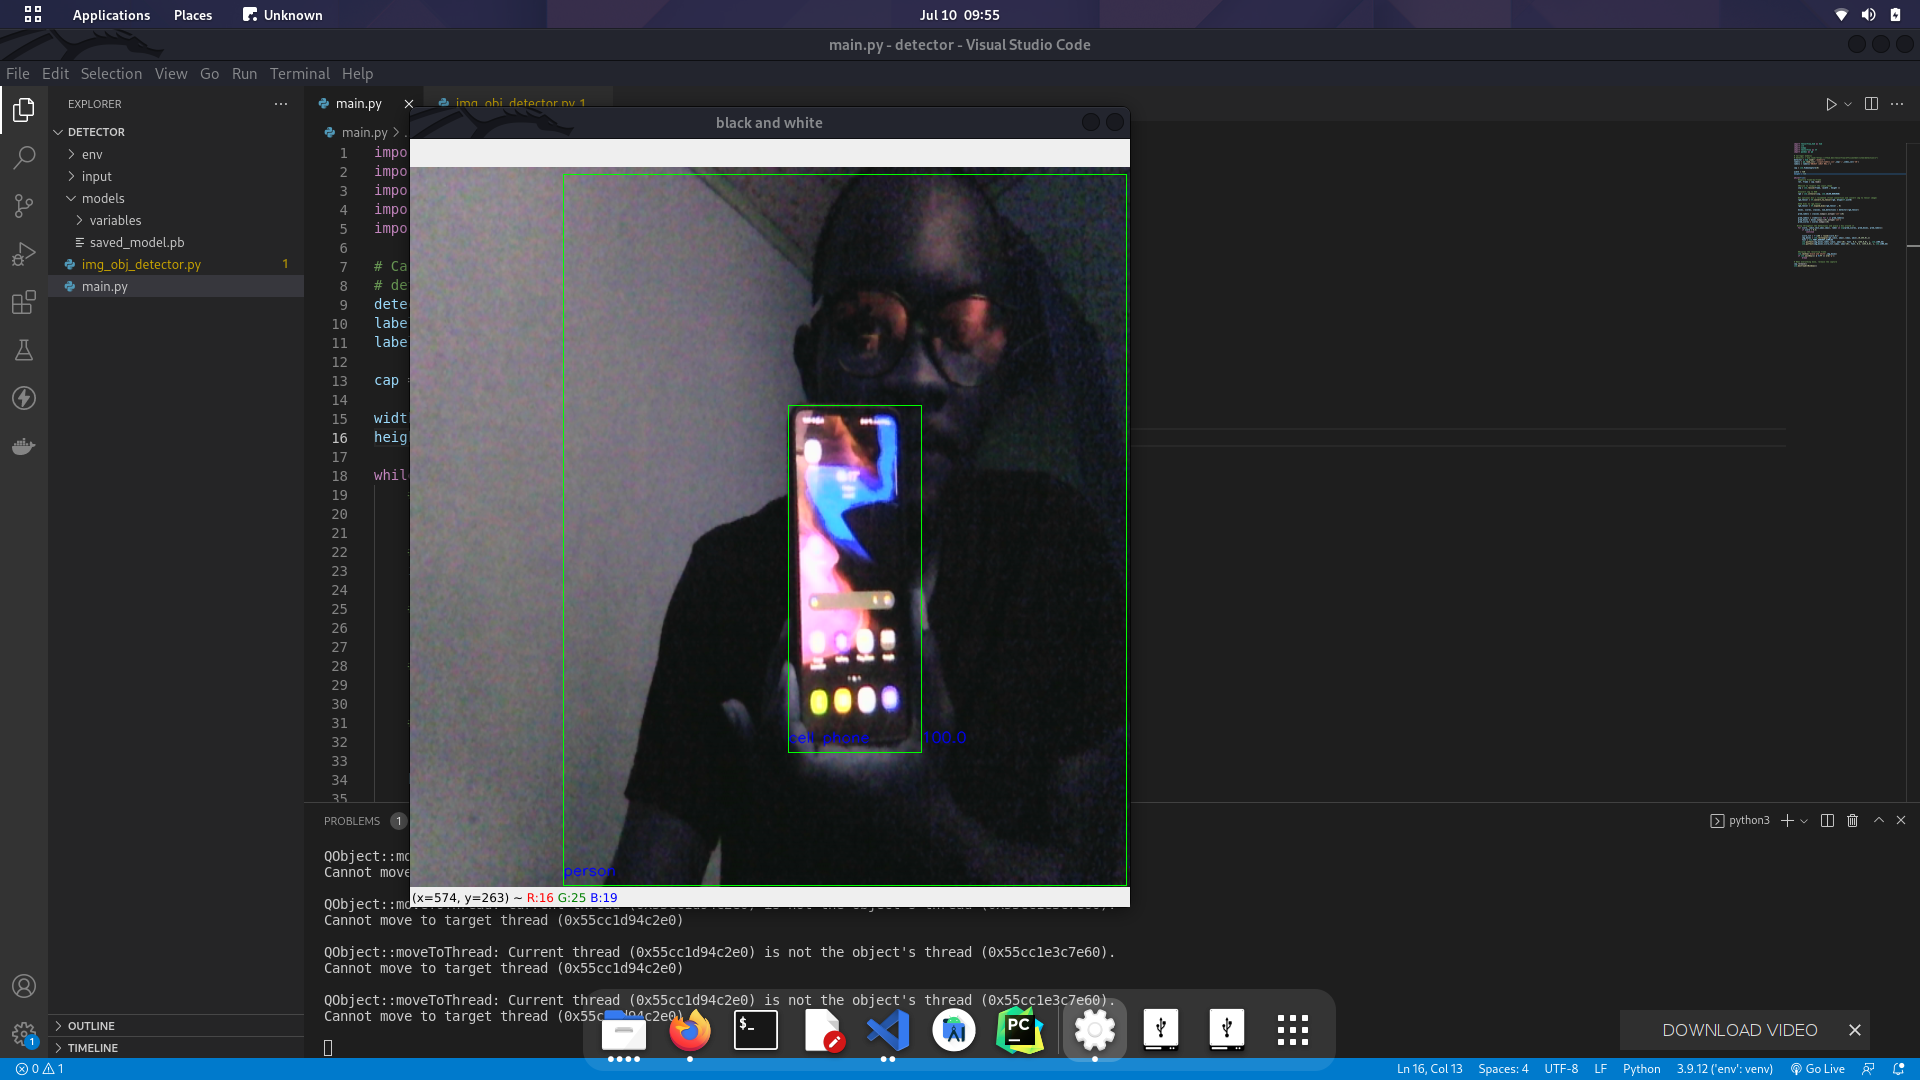 Applications Places Unknown Jul 10 09:55
main.py - detector - Visual Studio Code
File Edit Selection View Go Run Terminal Help
EXPLORER
main.py
img_obj_detector.py 1
DETECTOR
env
input
models
variables
saved_model.pb
img_obj_detector.py 1
main.py
main.py
black and white
1 impo
2 impo
3 impo
4 impo
5 impo
6
7 # Ca
8 # de
9 dete
10 labe
11 labe
12
13 cap
14
15 widt
16 heig
17
18 whil
19
20
21
22
23
24
25
26
27
28
29
30
31
32
33
34
35
cell phone 100.0
person
(x=574, y=263) ~ R:16 G:25 B:19
PROBLEMS 1
python3
QObject::mo
Cannot move
Cannot move to target thread (0x55cc1d94c2e0)
QObject::moveToThread: Current thread (0x55cc1d94c2e0) is not the object's thread (0x55cc1e3c7e60).
Cannot move to target thread (0x55cc1d94c2e0)
QObject::moveToThread: Current thread (0x55cc1d94c2e0) is not the object's thread (0x55cc1e3c7e60).
Cannot move to target thread (0x55cc1d94c2e0)
OUTLINE
TIMELINE
$_
PC
DOWNLOAD VIDEO
1
0 1 Ln 16, Col 13 Spaces: 4 UTF-8 LF Python 3.9.12 ('env': venv) Go Live